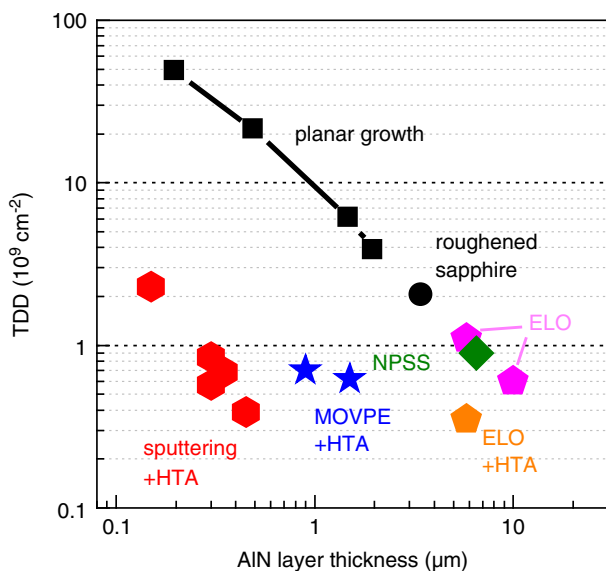 100
10
1
0.1
TDD (10⁹ cm⁻²)
planar growth
roughened
sapphire
ELO
NPSS
MOVPE
+HTA
ELO
+HTA
sputtering
+HTA
0.1
1
10
AlN layer thickness (μm)